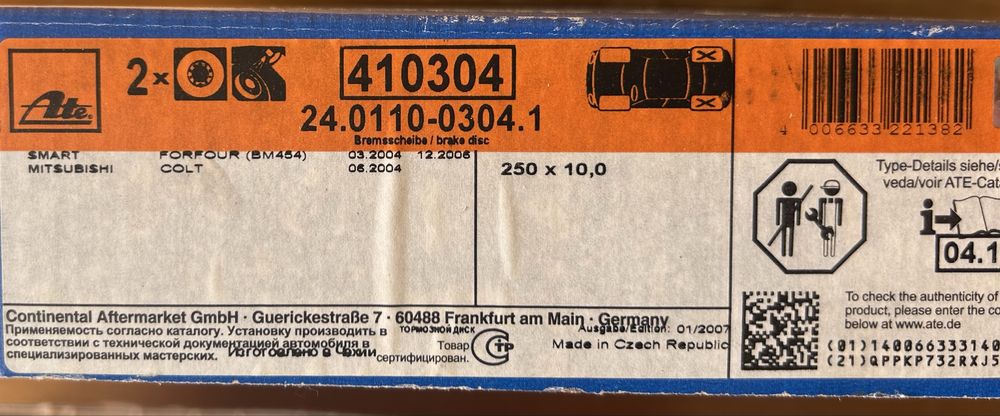 Ate
2x
410304
24.0110-0304.1
Bremsscheibe / brake disc
4 006633 221382
SMART FORFOUR (BM454) 03.2004 12.2006
MITSUBISHI COLT 06.2004
250 x 10,0
Type-Details siehe/s
veda/voir ATE-Cat
i
04.1
Continental Aftermarket GmbH · Guerickestraße 7 · 60488 Frankfurt am Main · Germany
Применяемость согласно каталогу. Установку производить в
соответствии с технической документацией автомобиля в
специализированных мастерских. Изготовлено в Чехии
ТОРМОЗНОЙ ДИСК
Товар
сертифицирован.
Ausgabe/Edition: 01/2007
Made in Czech Republic
To check the authenticity of
product, please enter the co
below at www.ate.de
(01)140066333140
(21)QPPKP732RXJ5